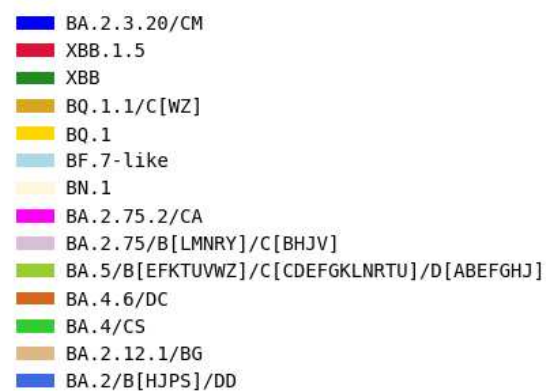 BA.2.3.20/CM
XBB.1.5
XBB
BQ.1.1/C[WZ]
BQ.1
BF.7-like
BN.1
BA.2.75.2/CA
BA.2.75/B[LMNRY]/C[BHJV]
BA.5/B[EFKTUVWZ]/C[CDEFGKLNRTU]/D[ABEFGHJ]
BA.4.6/DC
BA.4/CS
BA.2.12.1/BG
BA.2/B[HJPS]/DD